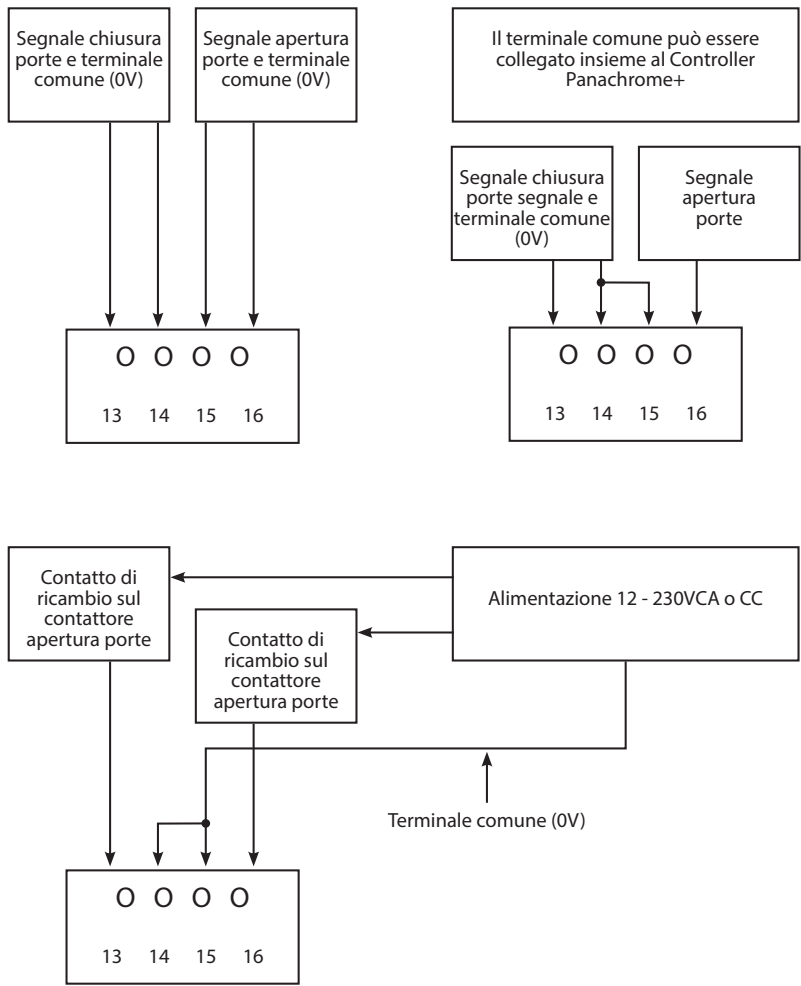 Segnale chiusura
porte e terminale
comune (0V)
Segnale apertura
porte e terminale
comune (0V)
Il terminale comune può essere
collegato insieme al Controller
Panachrome+
Segnale chiusura
porte segnale e
terminale comune
(0V)
Segnale
apertura
porte
O O O O
13 14 15 16
O O O O
13 14 15 16
Contatto di
ricambio sul
contattore
apertura porte
Contatto di
ricambio sul
contattore
apertura porte
Alimentazione 12 - 230VCA o CC
Terminale comune (0V)
O O O O
13 14 15 16